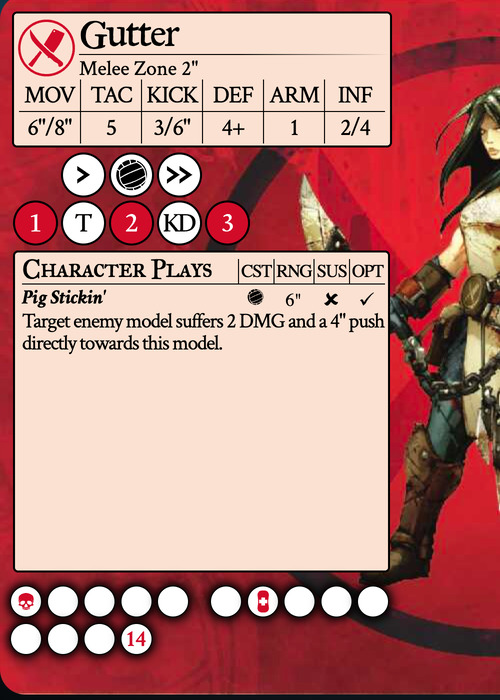 Gutter
Melee Zone 2"
MOV TAC KICK DEF ARM INF
6"/8" 5 3/6" 4+ 1 2/4
> >>
1 T 2 KD 3
Character Plays CST RNG SUS OPT
Pig Stickin' 6" ✘ ✓
Target enemy model suffers 2 DMG and a 4" push
directly towards this model.
14